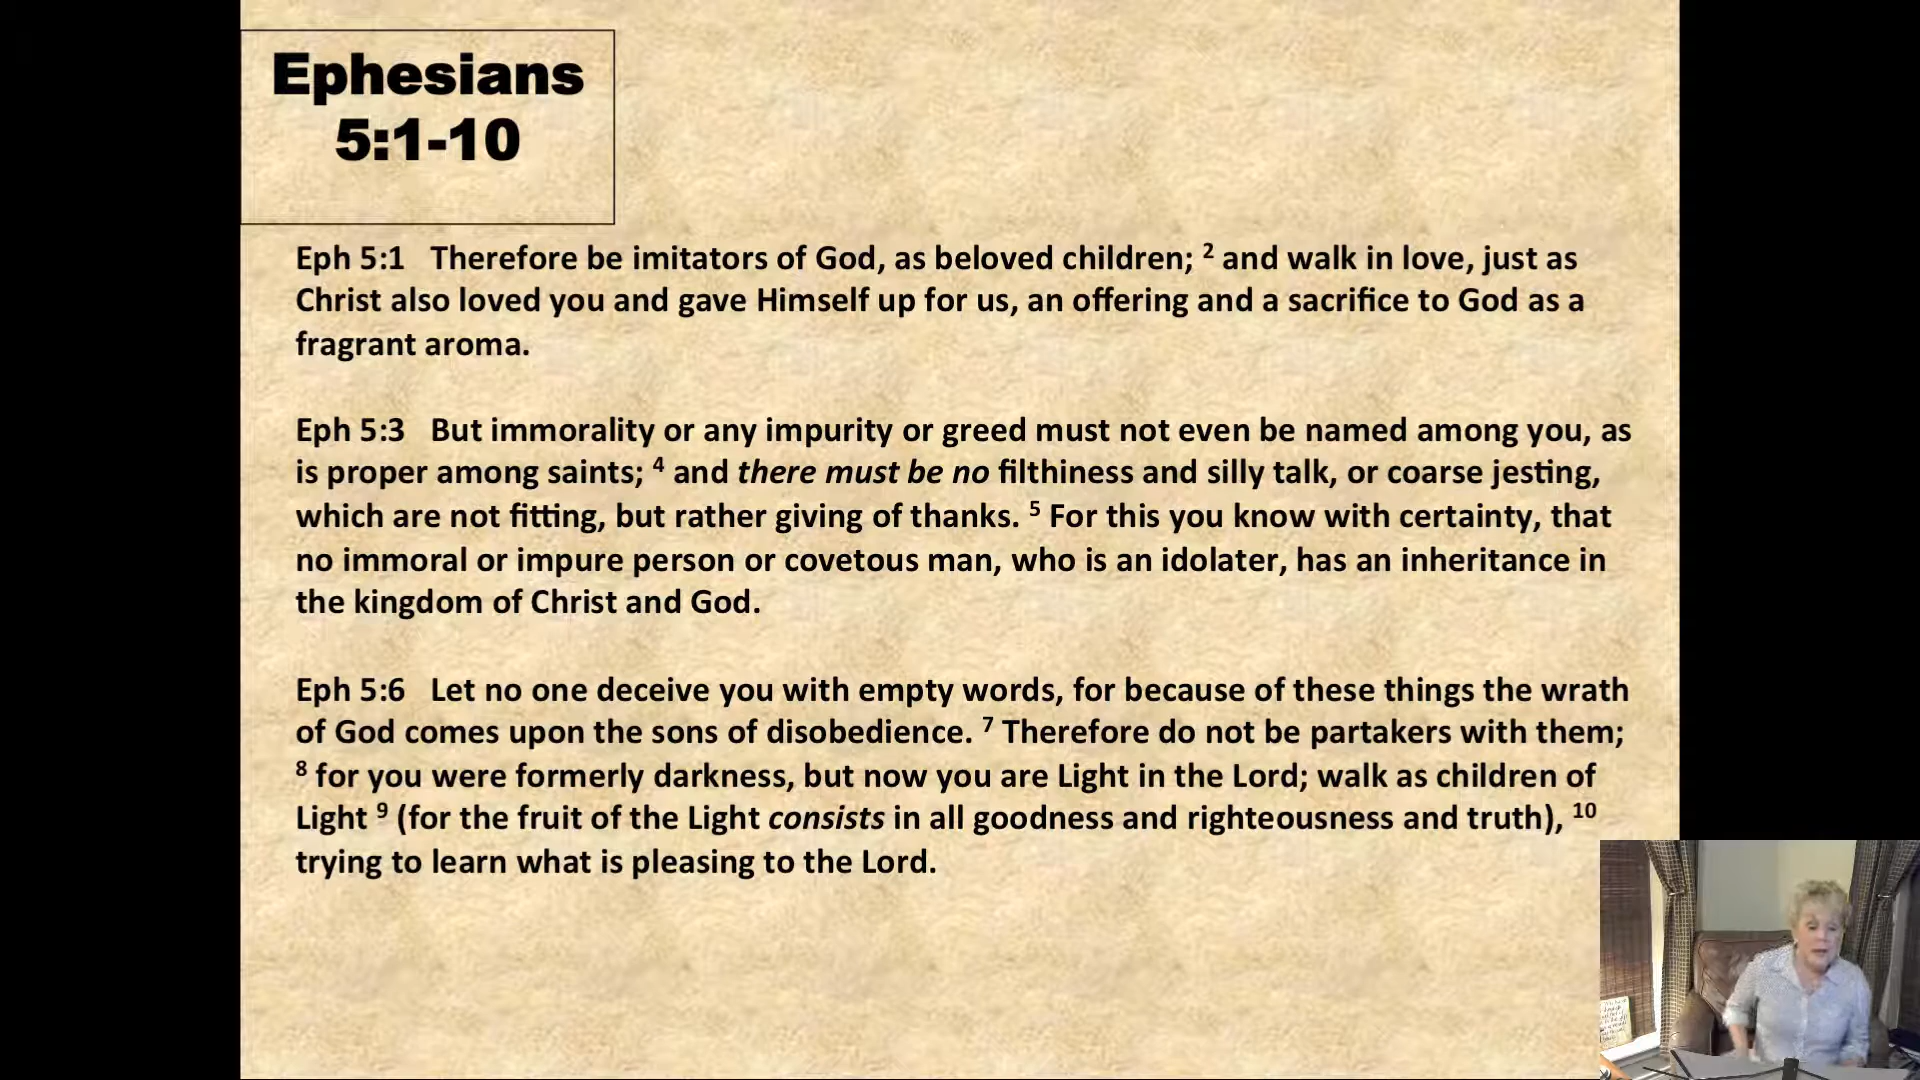 Ephesians
5:1-10
Eph 5:1 Therefore be imitators of God, as beloved children; 2 and walk in love, just as
Christ also loved you and gave Himself up for us, an offering and a sacrifice to God as a
fragrant aroma.
Eph 5:3 But immorality or any impurity or greed must not even be named among you, as
is proper among saints; 4 and there must be no filthiness and silly talk, or coarse jesting,
which are not fitting, but rather giving of thanks. 5 For this you know with certainty, that
no immoral or impure person or covetous man, who is an idolater, has an inheritance in
the kingdom of Christ and God.
Eph 5:6 Let no one deceive you with empty words, for because of these things the wrath
of God comes upon the sons of disobedience. 7 Therefore do not be partakers with them;
8 for you were formerly darkness, but now you are Light in the Lord; walk as children of
Light 9 (for the fruit of the Light consists in all goodness and righteousness and truth), 10
trying to learn what is pleasing to the Lord.